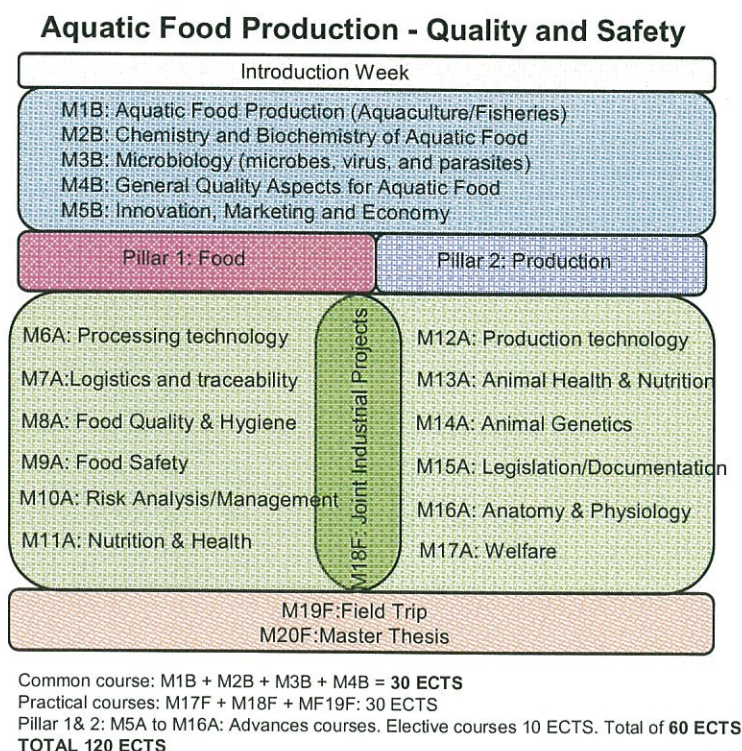 Aquatic Food Production - Quality and Safety
Introduction Week
M1B: Aquatic Food Production (Aquaculture/Fisheries)
M2B: Chemistry and Biochemistry of Aquatic Food
M3B: Microbiology (microbes, virus, and parasites)
M4B: General Quality Aspects for Aquatic Food
M5B: Innovation, Marketing and Economy
Pillar 1: Food
Pillar 2: Production
M6A: Processing technology
M7A:Logistics and traceability
M8A: Food Quality & Hygiene
M9A: Food Safety
M10A: Risk Analysis/Management
M11A: Nutrition & Health
M18F: Joint Industrial Projects
M12A: Production technology
M13A: Animal Health & Nutrition
M14A: Animal Genetics
M15A: Legislation/Documentation
M16A: Anatomy & Physiology
M17A: Welfare
M19F:Field Trip
M20F:Master Thesis
Common course: M1B + M2B + M3B + M4B = 30 ECTS
Practical courses: M17F + M18F + MF19F: 30 ECTS
Pillar 1& 2: M5A to M16A: Advances courses. Elective courses 10 ECTS. Total of 60 ECTS
TOTAL 120 ECTS